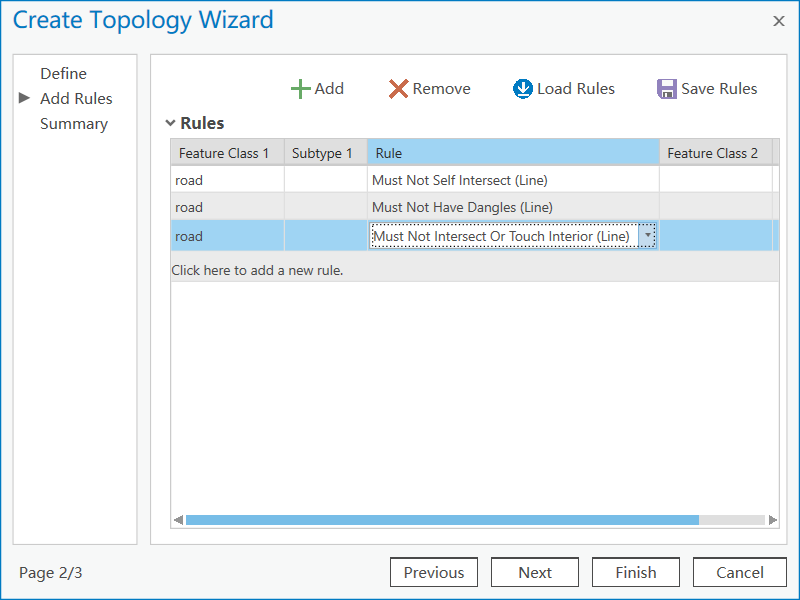 Create Topology Wizard
Define
Add Rules
Summary
Add Remove Load Rules Save Rules
Rules
Feature Class 1 Subtype 1 Rule Feature Class 2
road Must Not Self Intersect (Line)
road Must Not Have Dangles (Line)
road Must Not Intersect Or Touch Interior (Line)
Click here to add a new rule.
Page 2/3 Previous Next Finish Cancel